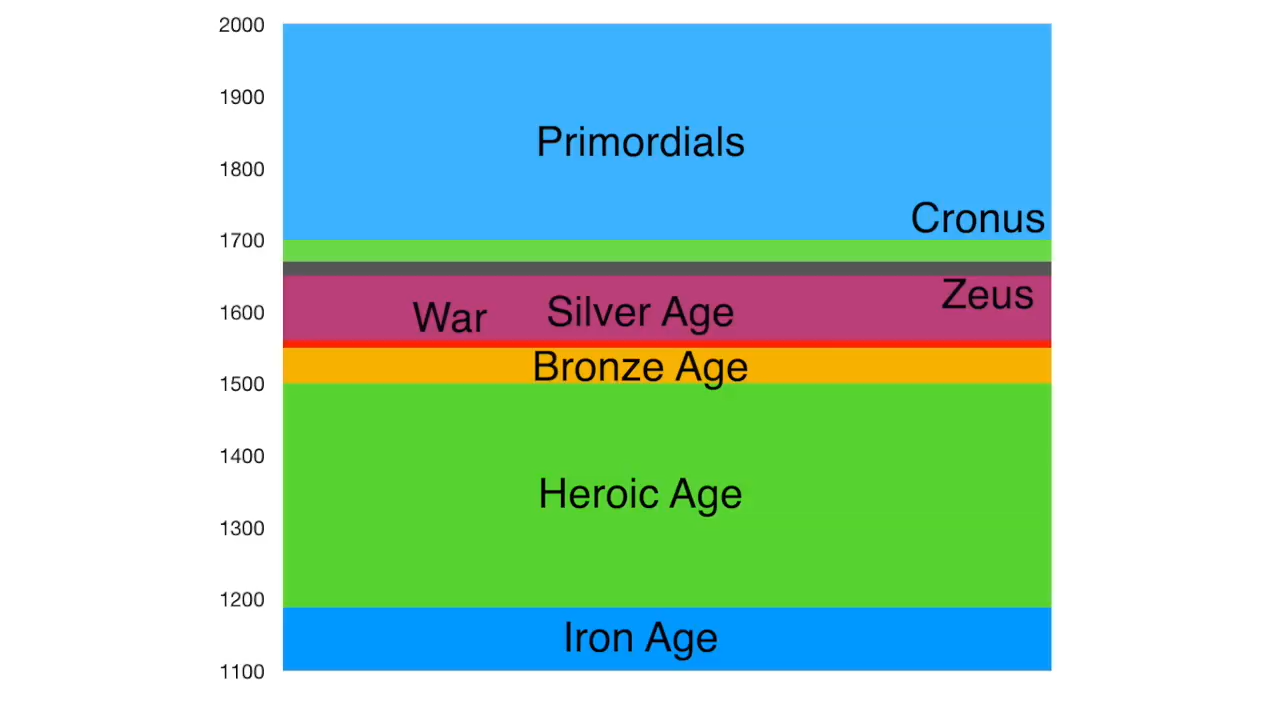 2000
1900
Primordials
1800
Cronus
1700
Zeus
1600
War
Silver Age
Bronze Age
1500
1400
Heroic Age
1300
1200
Iron Age
1100